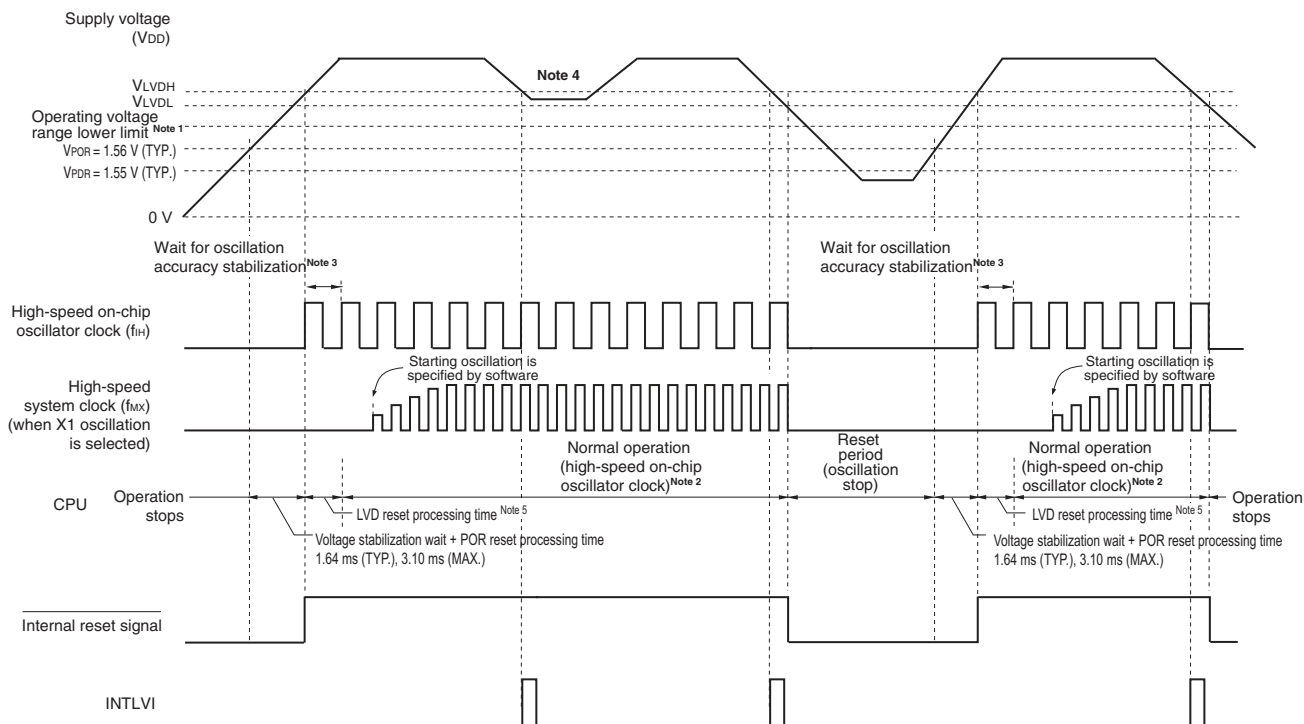 Supply voltage
(VDD)
Note 4
VLVDH
VLVDL
Operating voltage
range lower limit Note 1
VPOR = 1.56 V (TYP.)
VPDR = 1.55 V (TYP.)
0 V
Wait for oscillation
accuracy stabilization Note 3
Wait for oscillation
accuracy stabilization Note 3
High-speed on-chip
oscillator clock (fIH)
Starting oscillation is
specified by software
Starting oscillation is
specified by software
High-speed
system clock (fMX)
(when X1 oscillation
is selected)
Normal operation
(high-speed on-chip
oscillator clock) Note 2
Reset
period
(oscillation
stop)
Normal operation
(high-speed on-chip
oscillator clock) Note 2
CPU
Operation
stops
Operation
stops
LVD reset processing time Note 5
LVD reset processing time Note 5
Voltage stabilization wait + POR reset processing time
1.64 ms (TYP.), 3.10 ms (MAX.)
Voltage stabilization wait + POR reset processing time
1.64 ms (TYP.), 3.10 ms (MAX.)
Internal reset signal
INTLVI